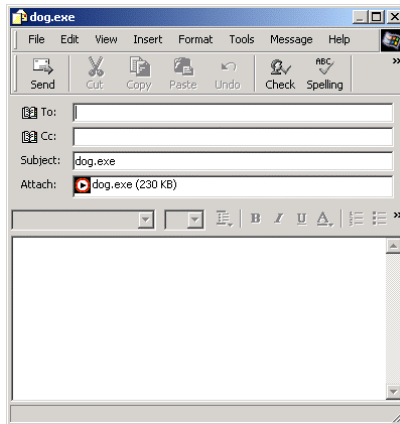 dog.exe
File Edit View Insert Format Tools Message Help
Send Cut Copy Paste Undo Check ABC Spelling »
To:
Cc:
Subject: dog.exe
Attach: dog.exe (230 KB)
B I U A »